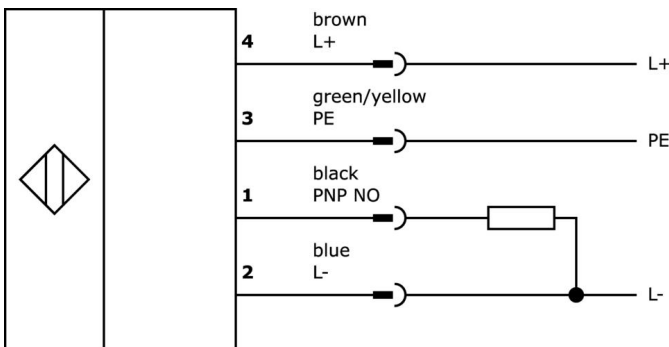 brown
4 L+
L+
green/yellow
3 PE
PE
black
1 PNP NO
blue
2 L-
L-